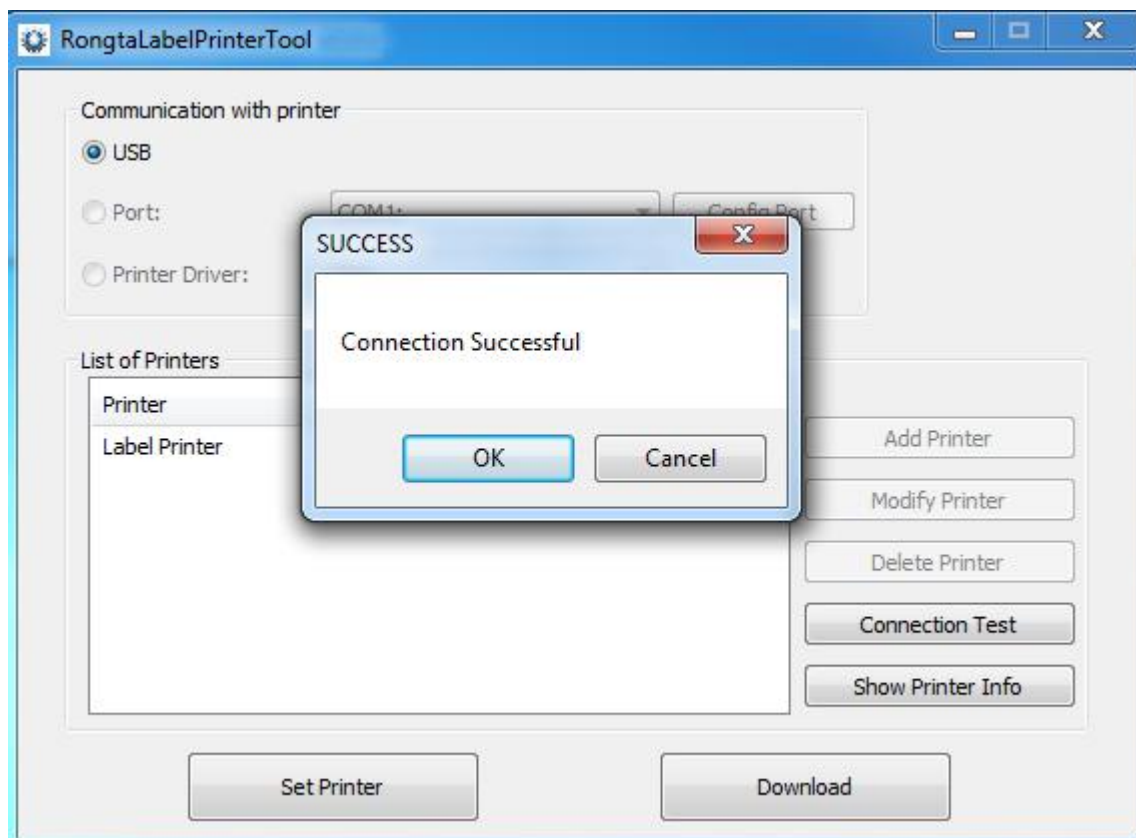 RongtaLabelPrinterTool
Communication with printer
USB
Port:
COM1:
Config Port
Printer Driver:
SUCCESS
Connection Successful
OK
Cancel
List of Printers
Printer
Label Printer
Add Printer
Modify Printer
Delete Printer
Connection Test
Show Printer Info
Set Printer
Download